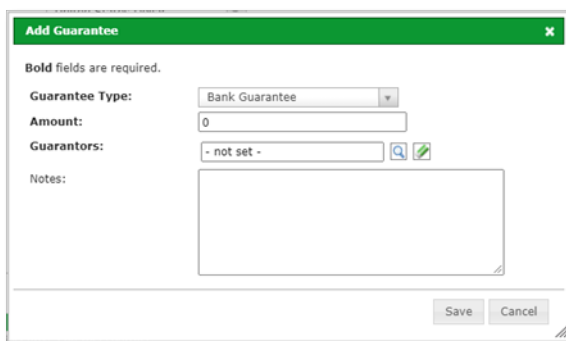 Add Guarantee
Bold fields are required.
Guarantee Type: Bank Guarantee
Amount: 0
Guarantors: - not set -
Notes:
Save Cancel